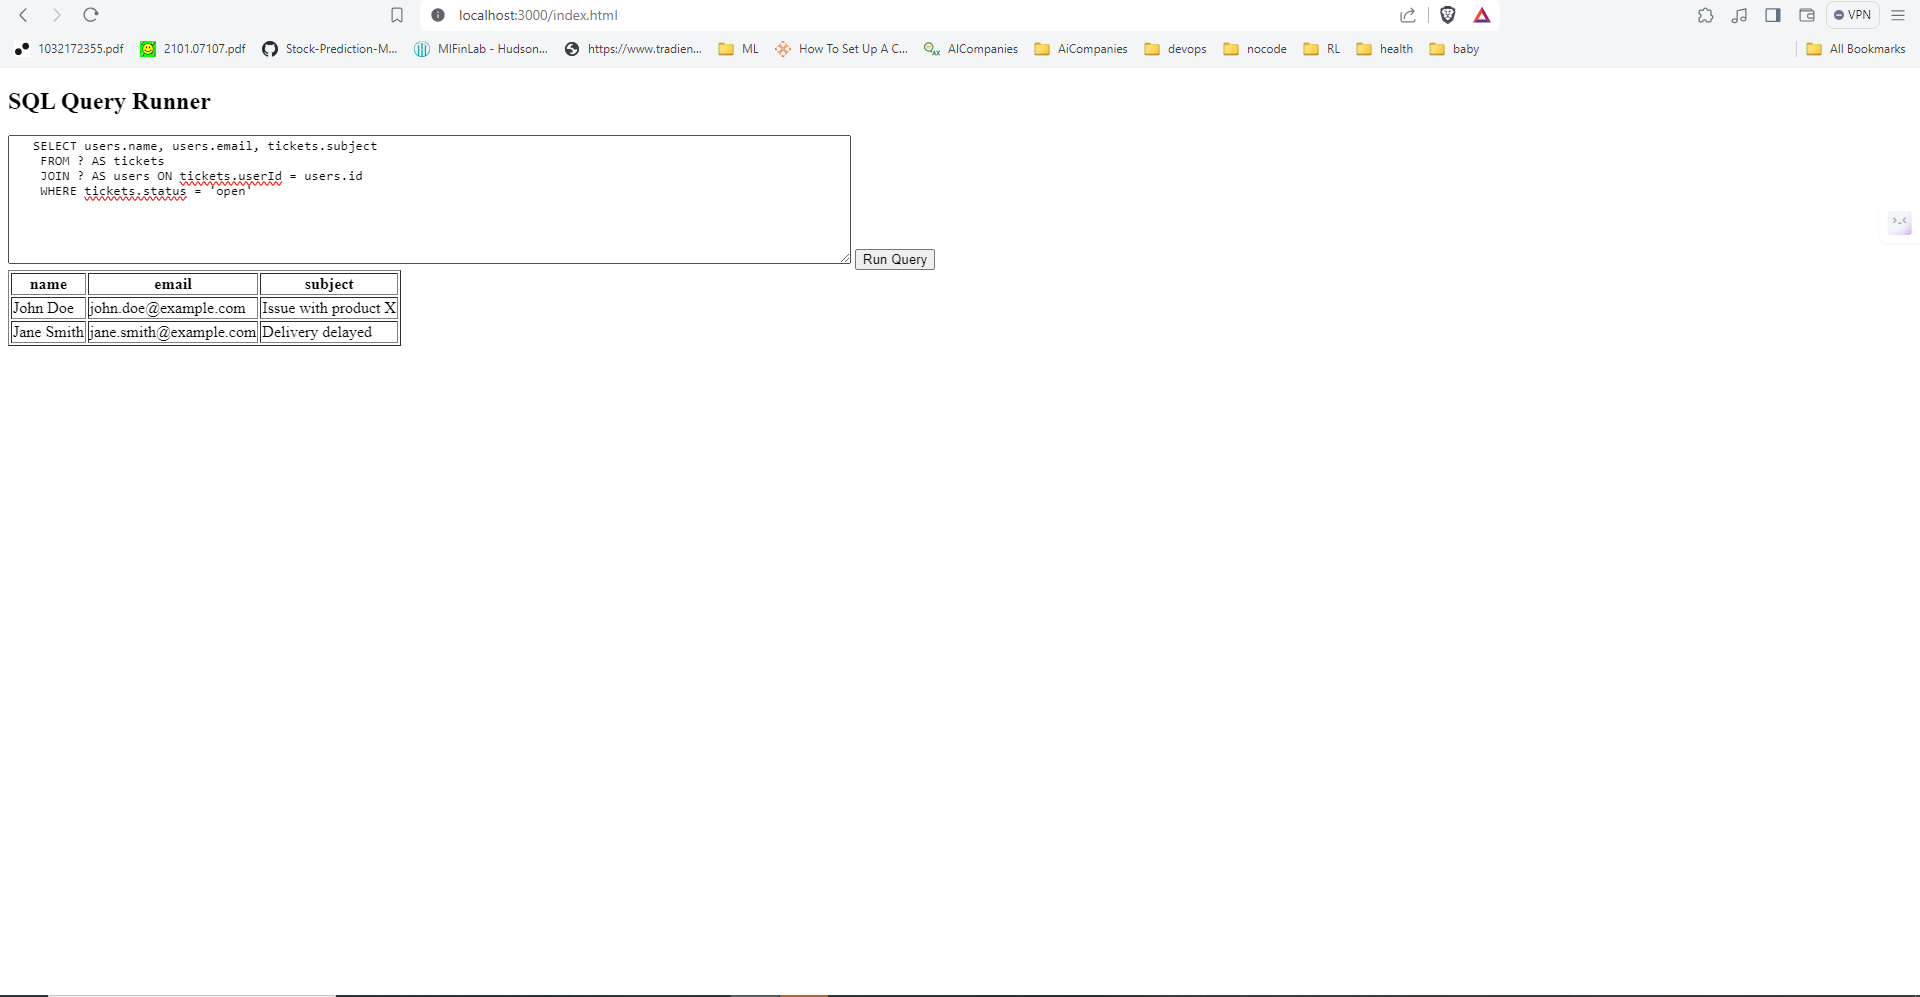 localhost:3000/index.html
VPN
1032172355.pdf 2101.07107.pdf Stock-Prediction-M... MIFinLab - Hudson... https://www.tradien... ML How To Set Up A C... AICompanies AiCompanies devops nocode RL health baby All Bookmarks
SQL Query Runner
SELECT users.name, users.email, tickets.subject
FROM ? AS tickets
JOIN ? AS users ON tickets.userId = users.id
WHERE tickets.status = 'open'
Run Query
name email subject
John Doe john.doe@example.com Issue with product X
Jane Smith jane.smith@example.com Delivery delayed